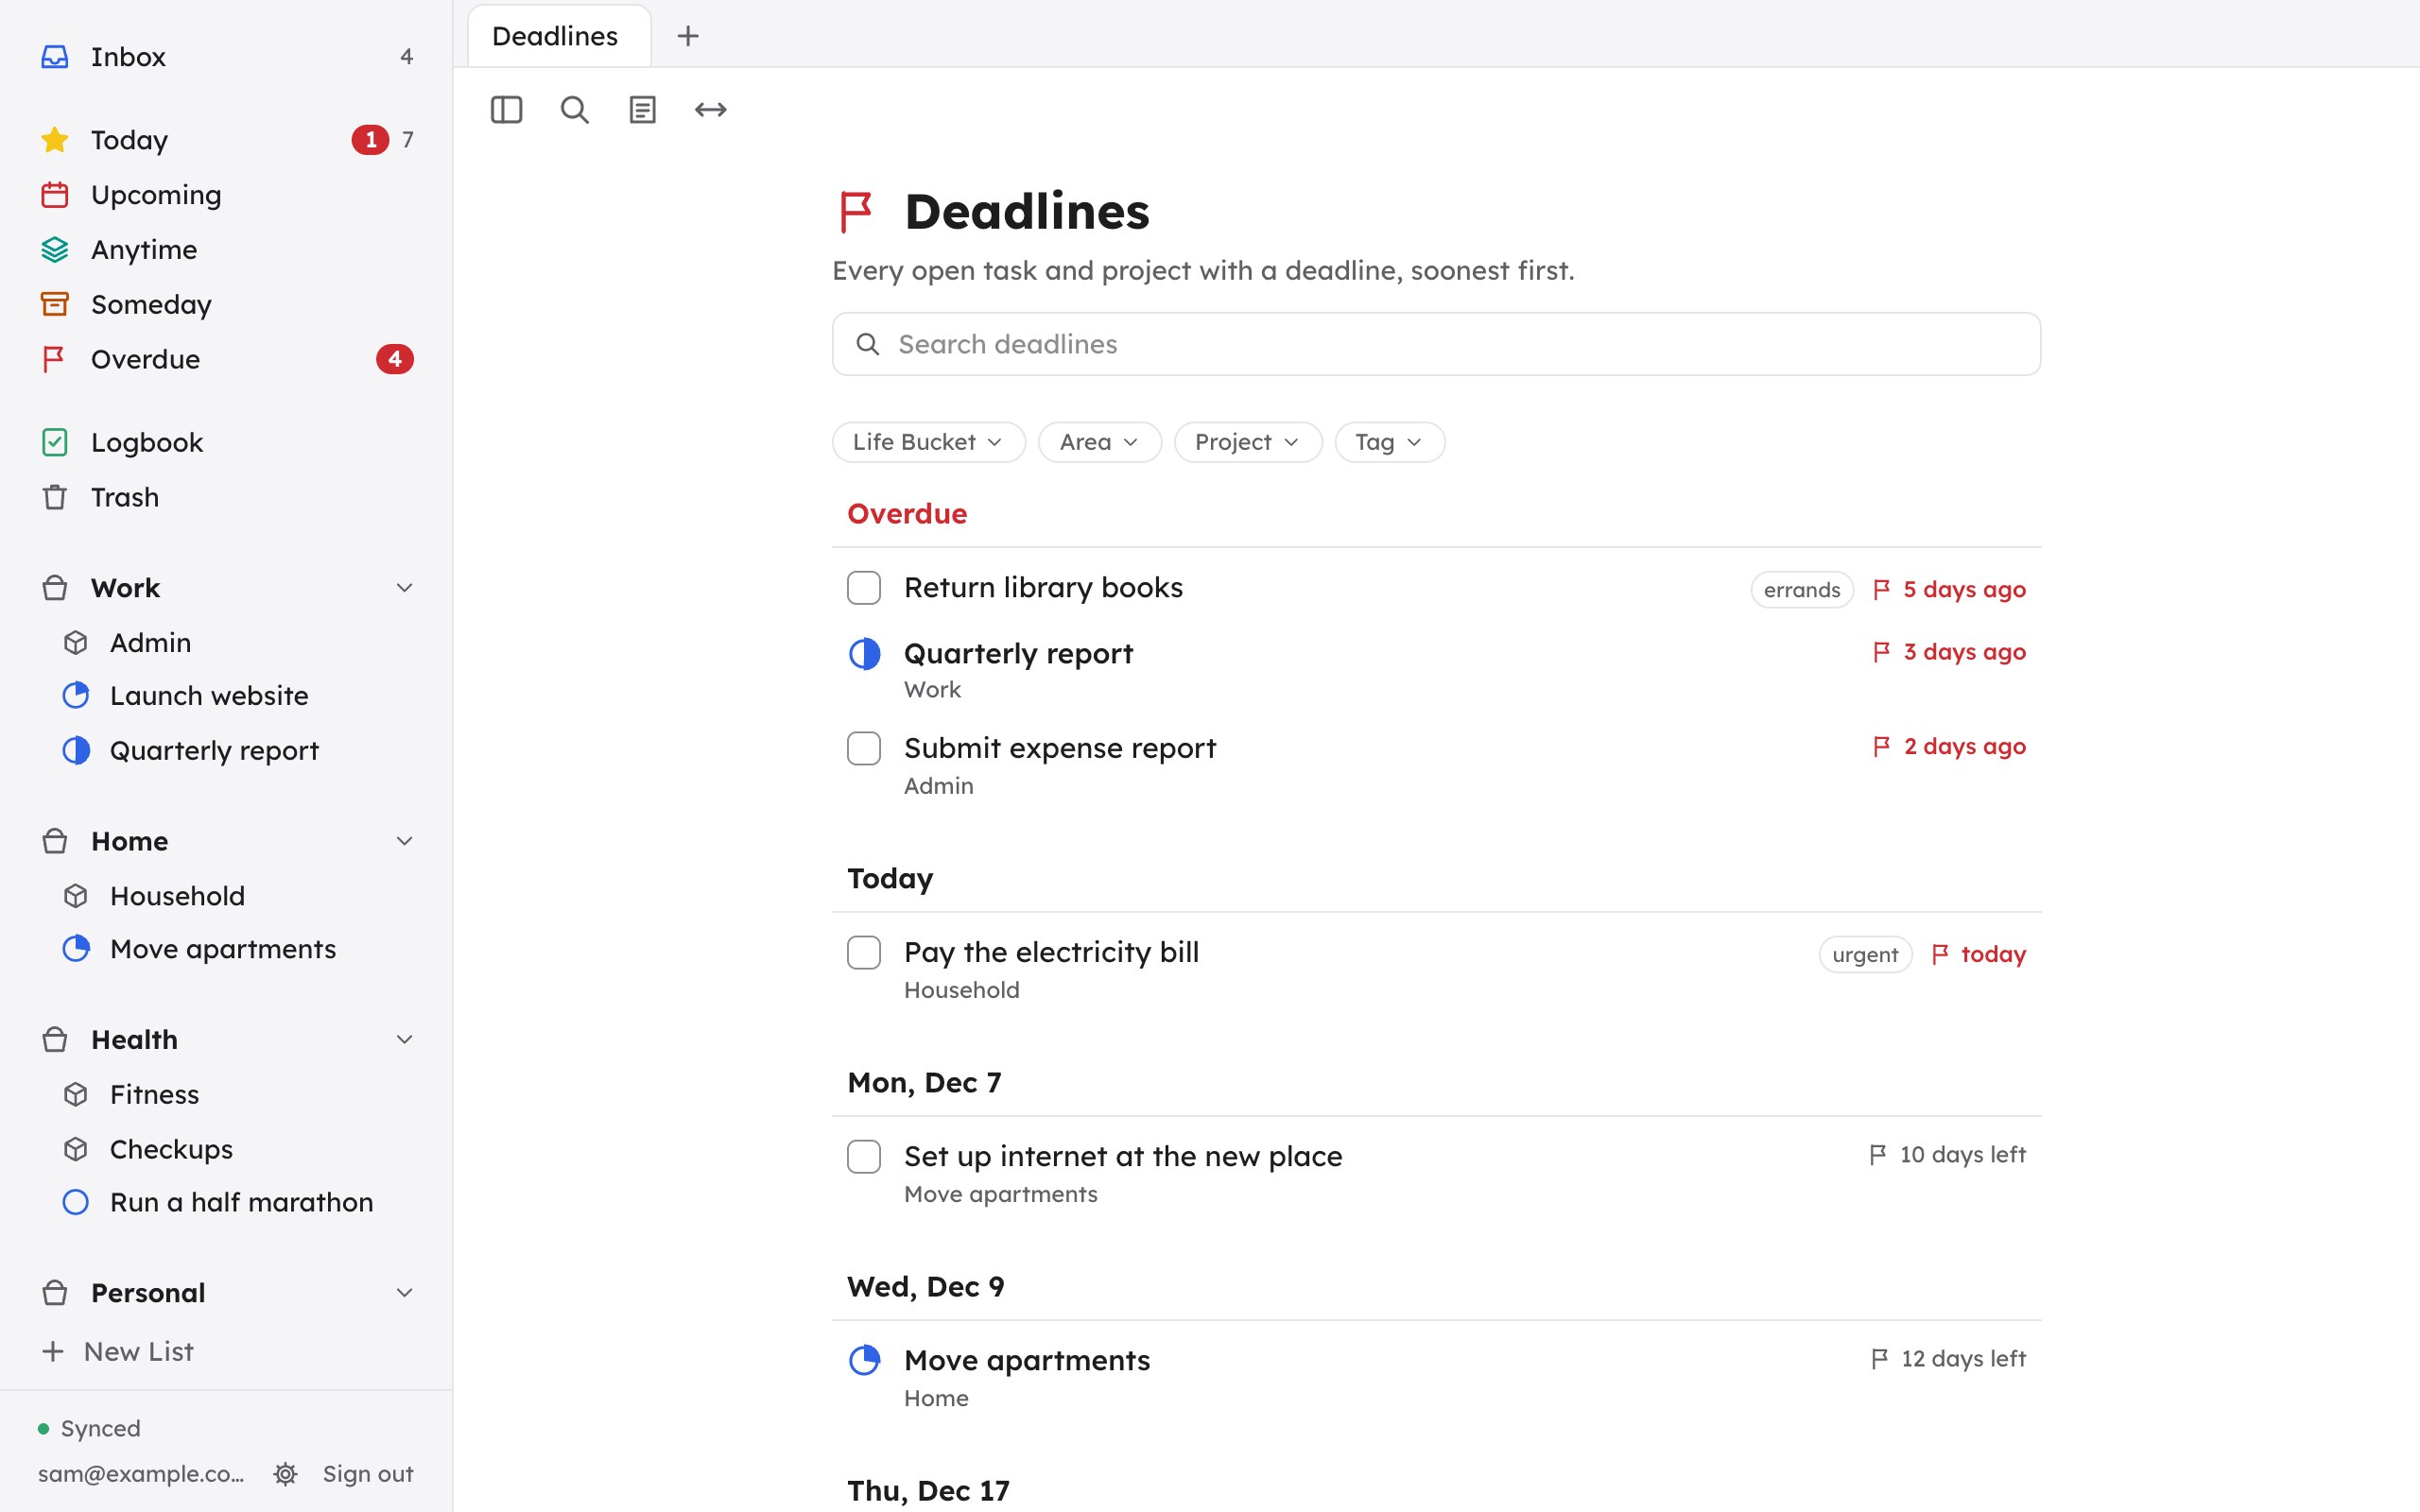 Inbox 4
Today 1 7
Upcoming
Anytime
Someday
Overdue 4
Logbook
Trash
Work
Admin
Launch website
Quarterly report
Home
Household
Move apartments
Health
Fitness
Checkups
Run a half marathon
Personal
New List
Synced
sam@example.co… Sign out
Deadlines
Deadlines
Every open task and project with a deadline, soonest first.
Search deadlines
Life Bucket Area Project Tag
Overdue
Return library books errands 5 days ago
Quarterly report 3 days ago
Work
Submit expense report 2 days ago
Admin
Today
Pay the electricity bill urgent today
Household
Mon, Dec 7
Set up internet at the new place 10 days left
Move apartments
Wed, Dec 9
Move apartments 12 days left
Home
Thu, Dec 17